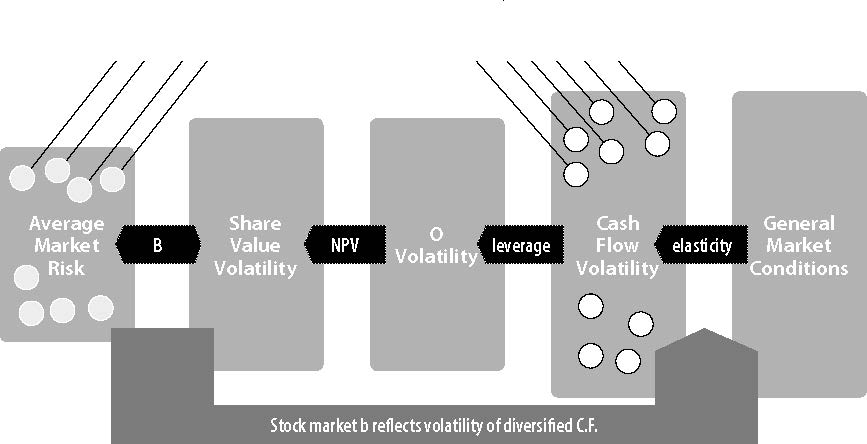 Average
Market
Risk
B
Share
Value
Volatility
NPV
O
Volatility
leverage
Cash
Flow
Volatility
elasticity
General
Market
Conditions
Stock market b reflects volatility of diversified C.F.